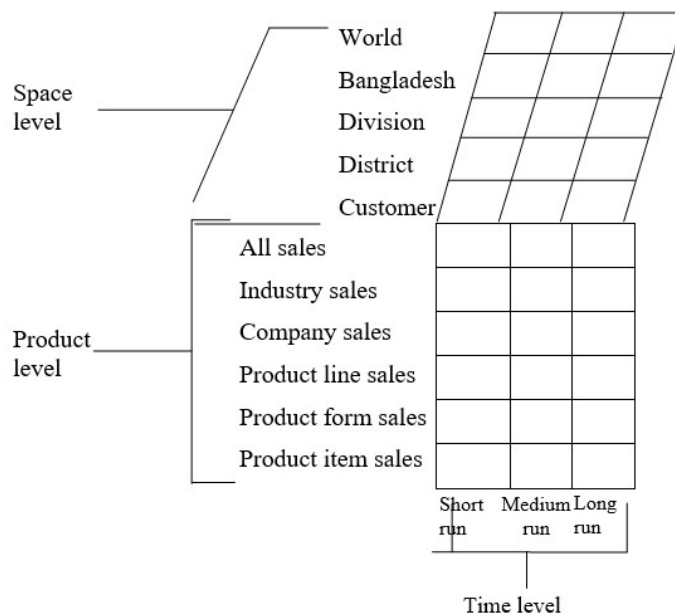 World
Bangladesh
Division
District
Customer
Space
level
All sales
Industry sales
Company sales
Product line sales
Product form sales
Product item sales
Product
level
Short
run
Medium
run
Long
run
Time level